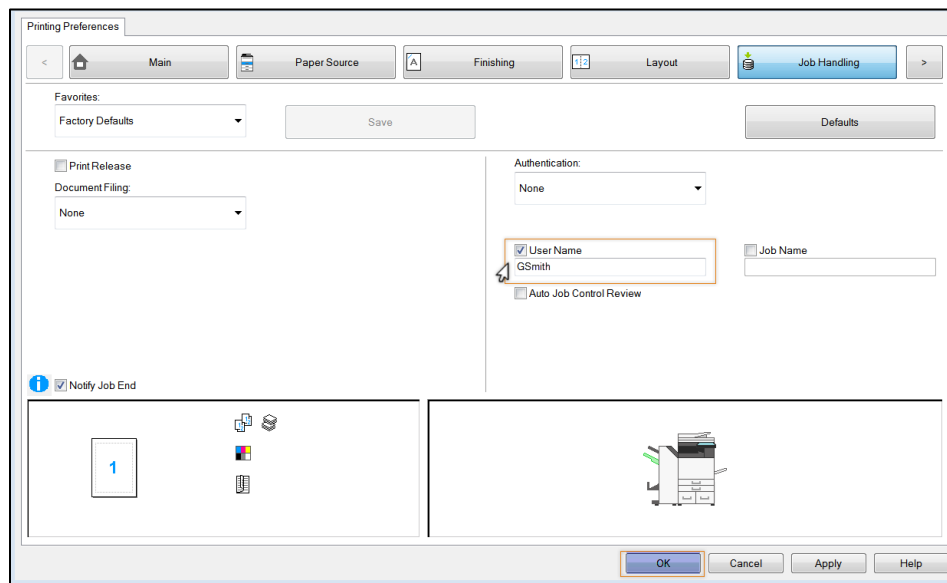 Printing Preferences
< Main Paper Source Finishing Layout Job Handling >
Favorites:
Factory Defaults Save Defaults
Print Release
Document Filing:
None
Authentication:
None
User Name
GSmith
Job Name
Auto Job Control Review
Notify Job End
1
OK Cancel Apply Help